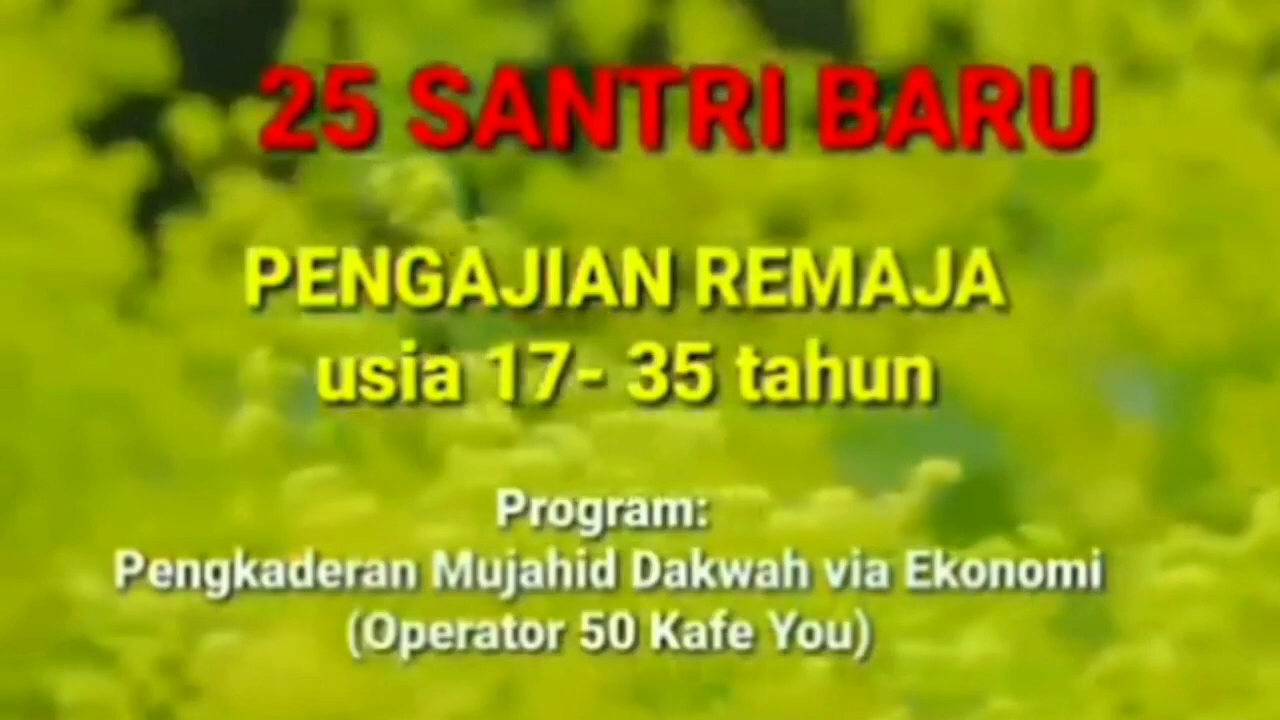 25 SANTRI BARU
PENGAJIAN REMAJA
usia 17- 35 tahun
Program:
Pengkaderan Mujahid Dakwah via Ekonomi
(Operator 50 Kafe You)